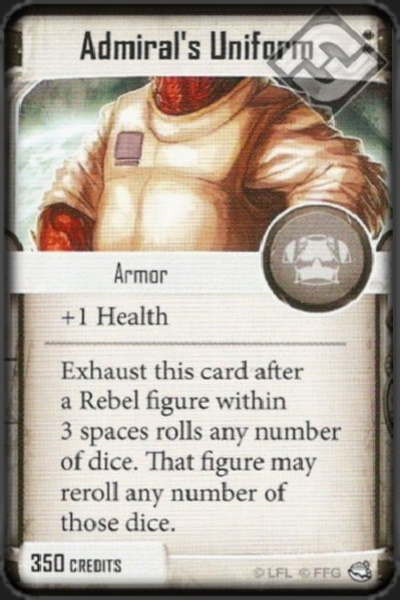 Admiral's Uniform
Armor
+1 Health
Exhaust this card after
a Rebel figure within
3 spaces rolls any number
of dice. That figure may
reroll any number of
those dice.
350 CREDITS
© LFL © FFG